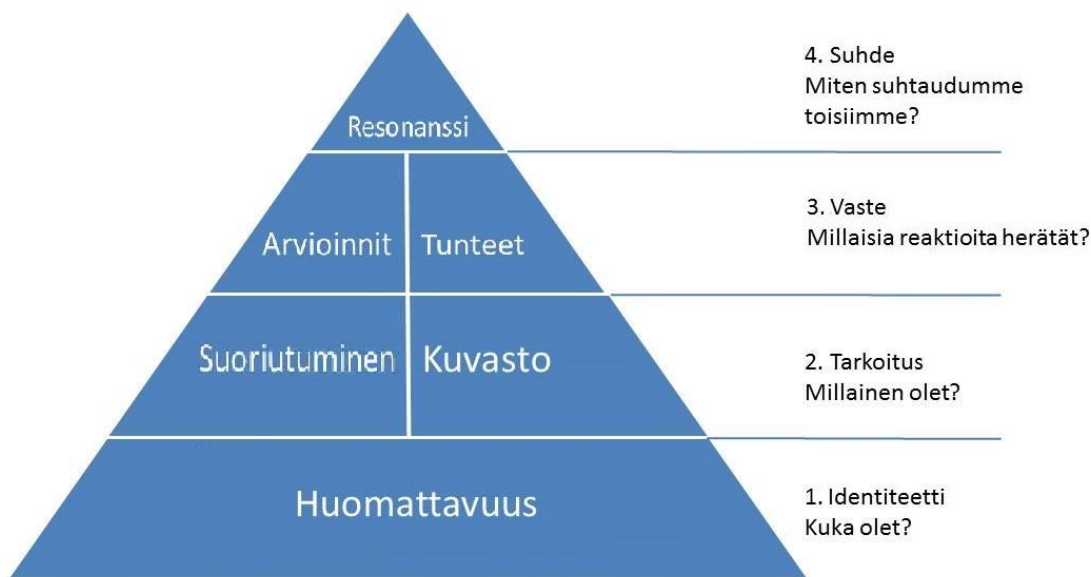 4. Suhde
Miten suhtaudumme
toisiimme?
Resonanssi
3. Vaste
Millaisia reaktioita herätät?
Arvioinnit Tunteet
2. Tarkoitus
Millainen olet?
Suoriutuminen Kuvasto
1. Identiteetti
Kuka olet?
Huomattavuus